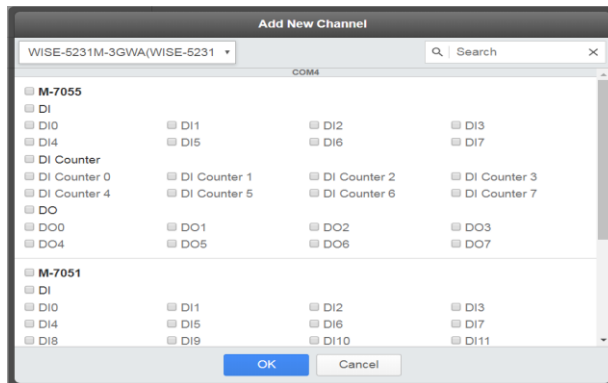 Add New Channel
WISE-5231M-3GWA(WISE-5231 Search
COM4
M-7055
DI
DI0 DI1 DI2 DI3
DI4 DI5 DI6 DI7
DI Counter
DI Counter 0 DI Counter 1 DI Counter 2 DI Counter 3
DI Counter 4 DI Counter 5 DI Counter 6 DI Counter 7
DO
DO0 DO1 DO2 DO3
DO4 DO5 DO6 DO7
M-7051
DI
DI0 DI1 DI2 DI3
DI4 DI5 DI6 DI7
DI8 DI9 DI10 DI11
OK Cancel